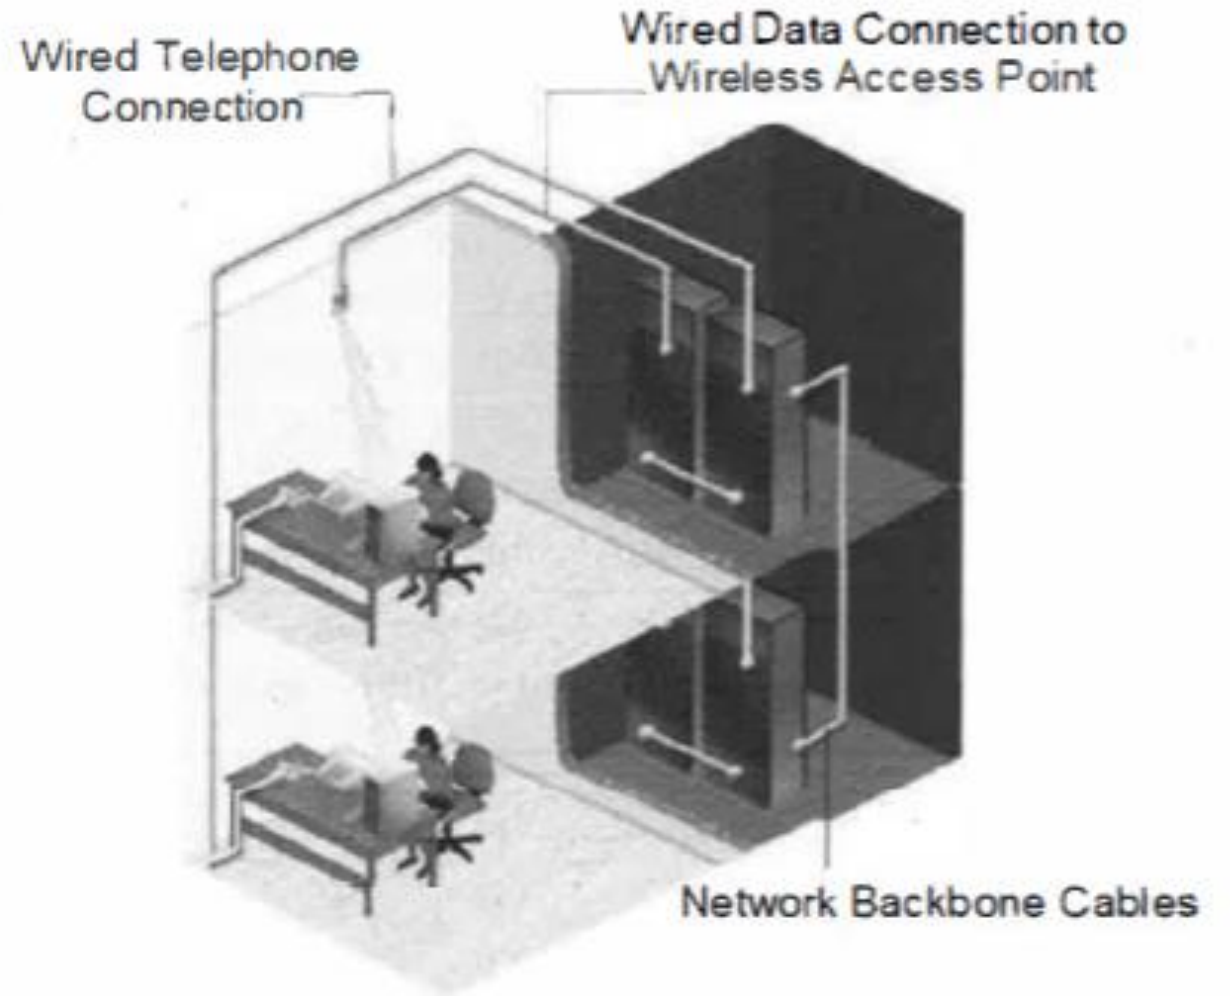 Wired Telephone
Connection
Wired Data Connection to
Wireless Access Point
Network Backbone Cables